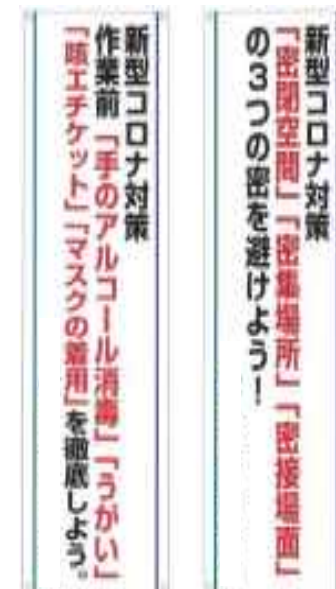 新型コロナ対策
「密閉空間」「密集場所」「密接場面」
の3つの密を避けよう！
新型コロナ対策
作業前「手のアルコール消毒」「うがい」
「咳エチケット」「マスクの着用」を徹底しよう。